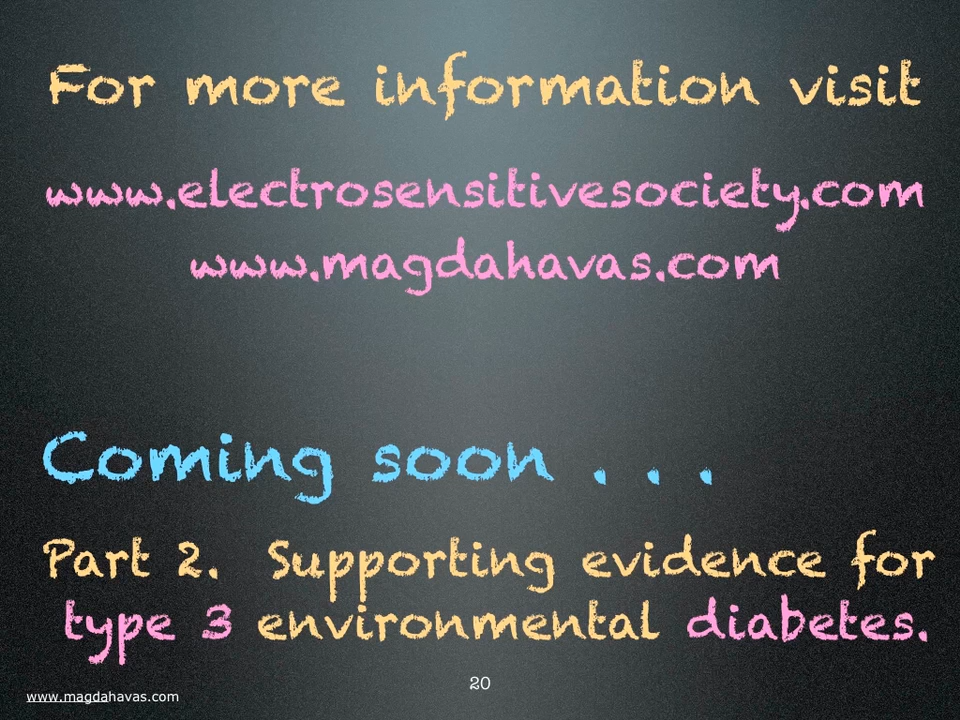 For more information visit
www.electrosensitivesociety.com
www.magdahavas.com
Coming soon . . .
Part 2. Supporting evidence for
type 3 environmental diabetes.
20
www.magdahavas.com